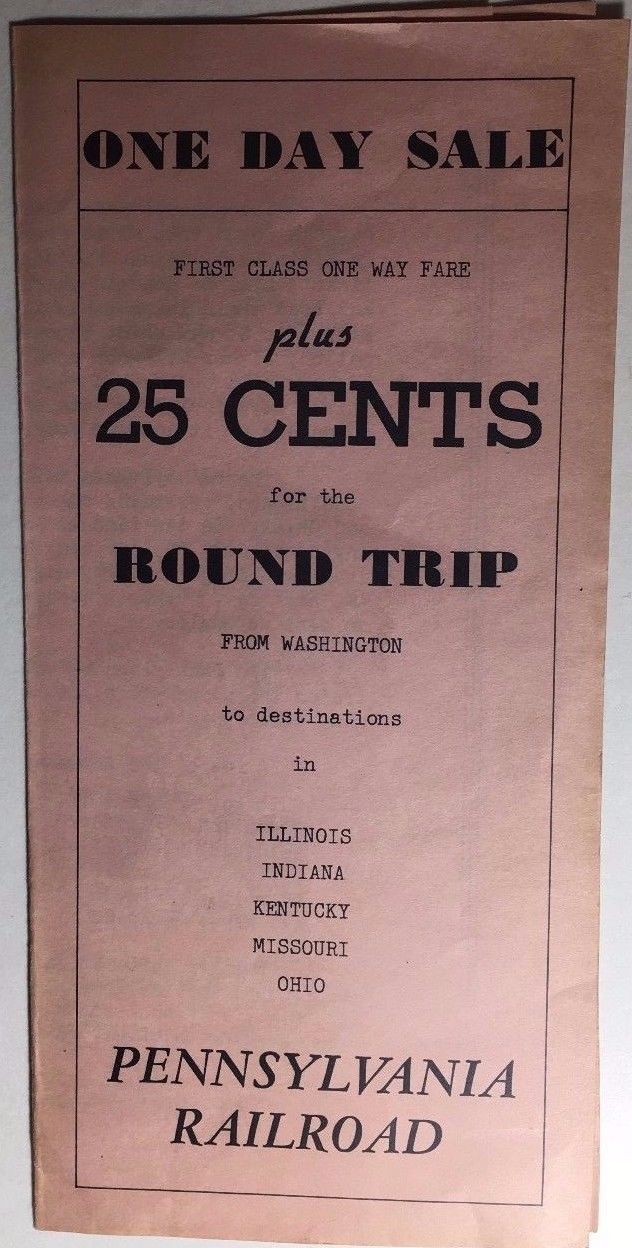 ONE DAY SALE
FIRST CLASS ONE WAY FARE
plus
25 CENTS
for the
ROUND TRIP
FROM WASHINGTON
to destinations
in
ILLINOIS
INDIANA
KENTUCKY
MISSOURI
OHIO
PENNSYLVANIA
RAILROAD